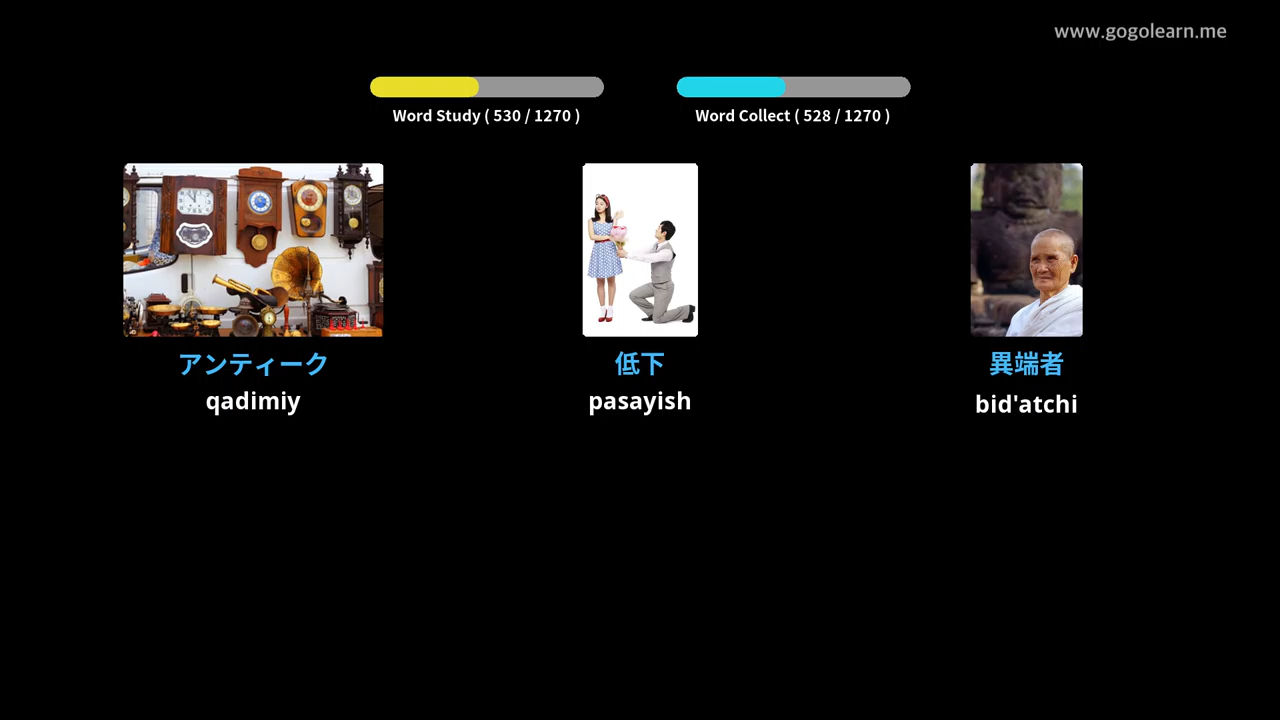 www.gogolearn.me
Word Study ( 530 / 1270 )
Word Collect ( 528 / 1270 )
アンティーク
低下
異端者
qadimiy
pasayish
bid'atchi